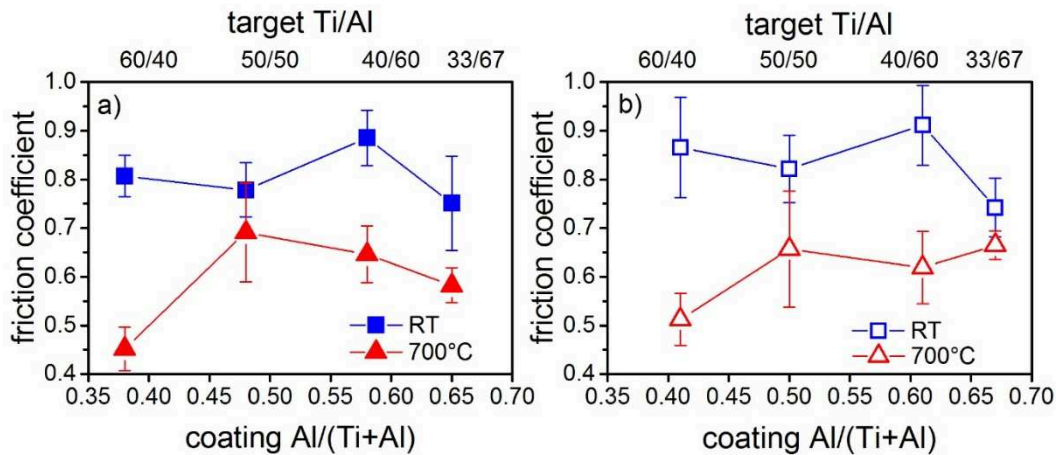 target Ti/Al
60/40 50/50 40/60 33/67
1.0
0.9
0.8
0.7
0.6
0.5
0.4
friction coefficient
a)
RT
700°C
0.35 0.40 0.45 0.50 0.55 0.60 0.65 0.70
coating Al/(Ti+Al)
target Ti/Al
60/40 50/50 40/60 33/67
1.0
0.9
0.8
0.7
0.6
0.5
0.4
friction coefficient
b)
RT
700°C
0.35 0.40 0.45 0.50 0.55 0.60 0.65 0.70
coating Al/(Ti+Al)